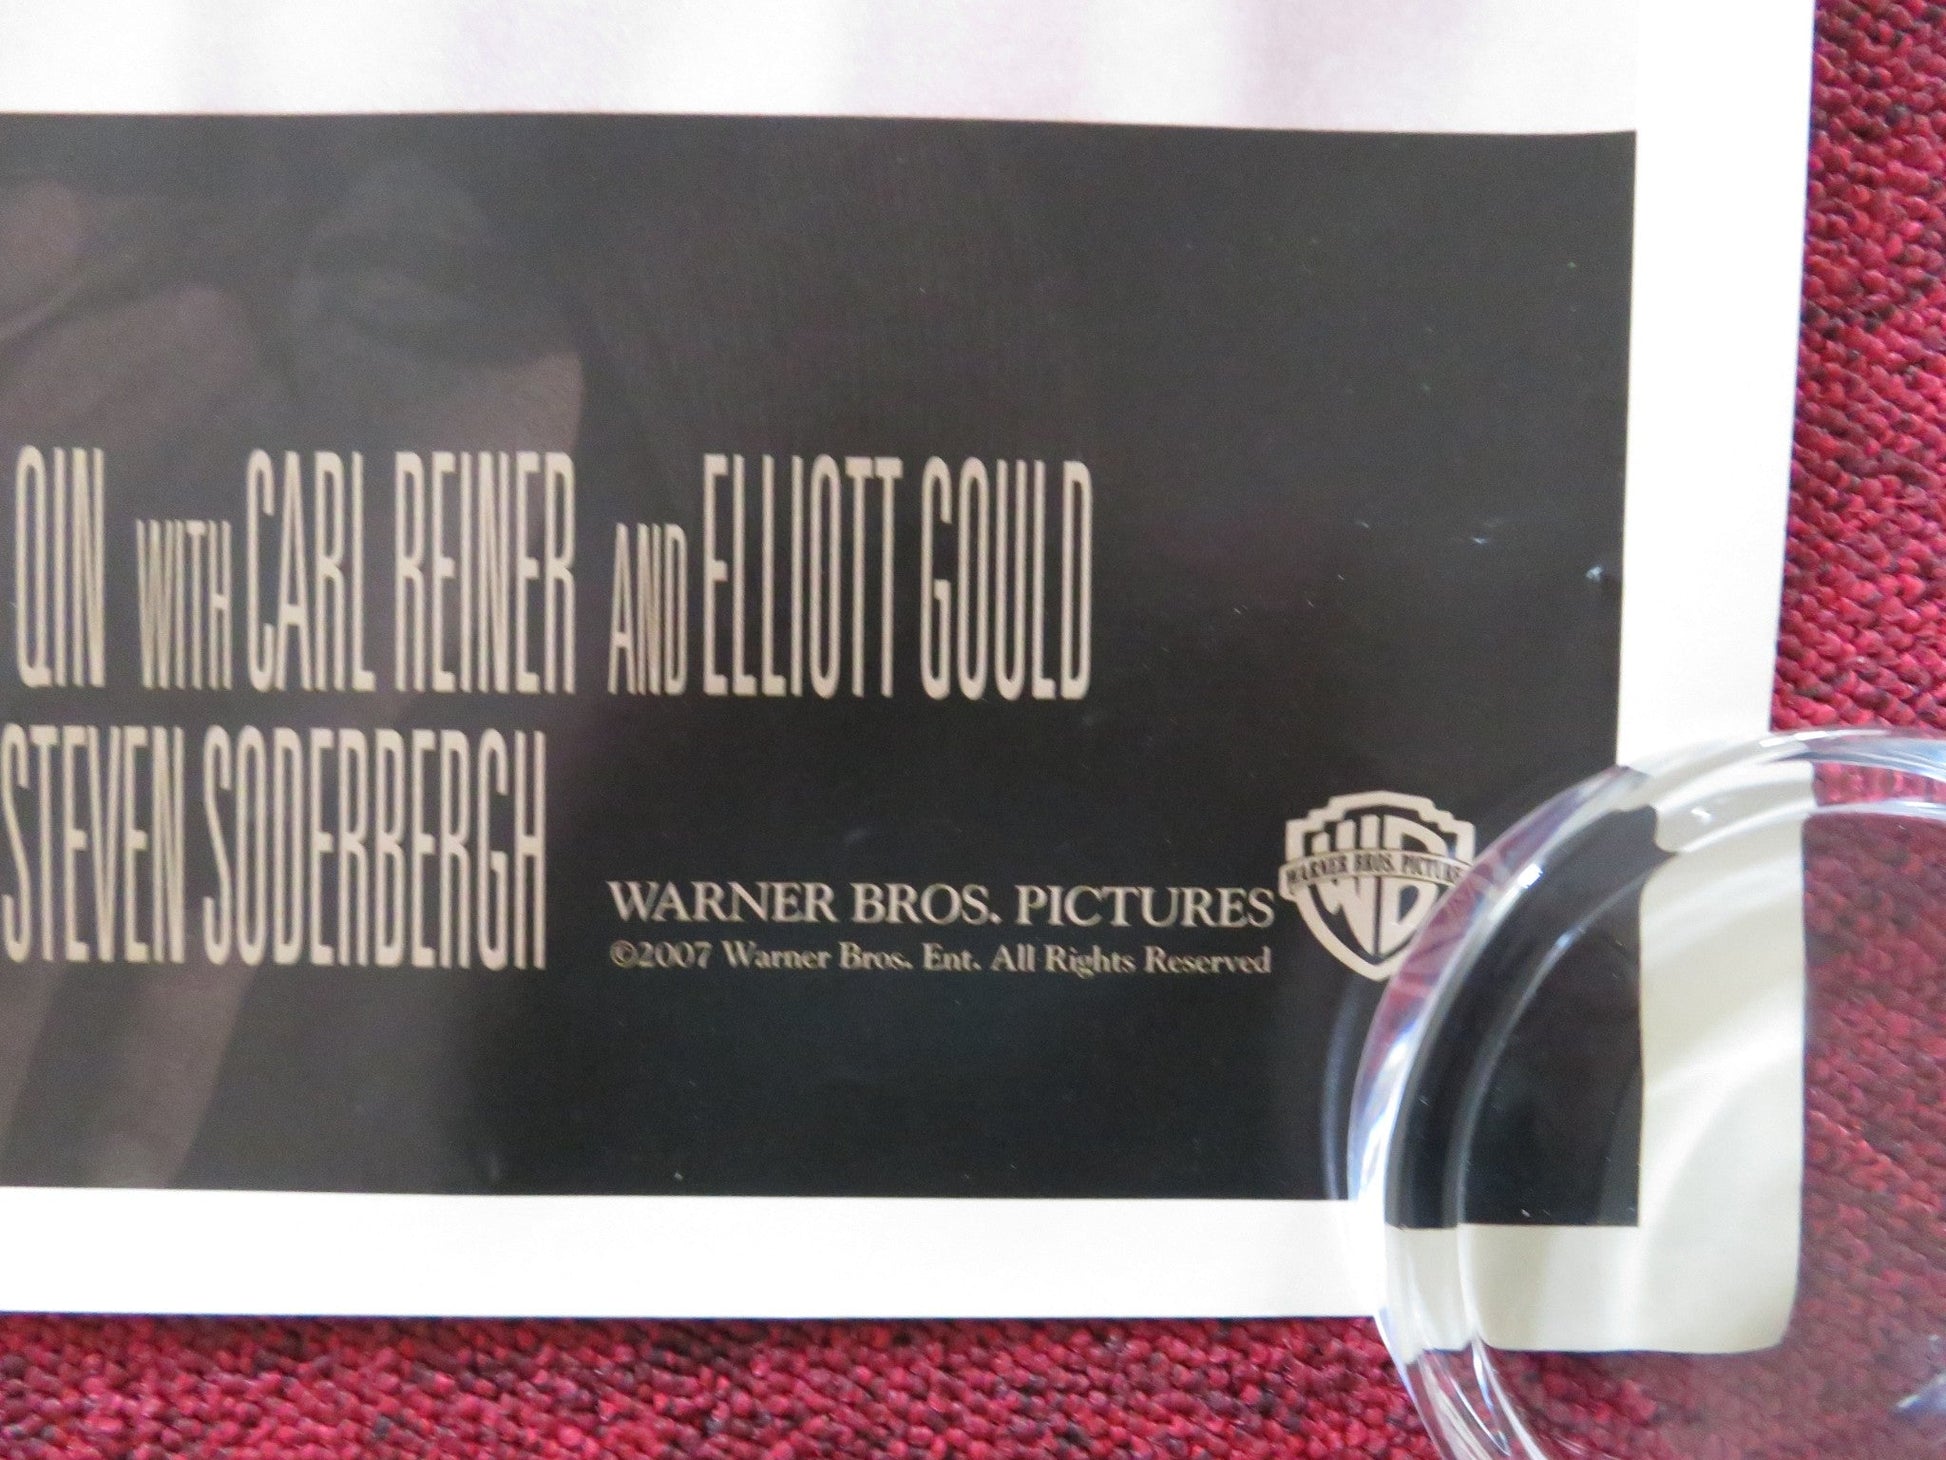 QIN WITH CARL REINER AND ELLIOTT GOULD
STEVEN SODERBERGH
WARNER BROS. PICTURES
©2007 Warner Bros. Ent. All Rights Reserved
WB
WARNER BROS. PICTURES